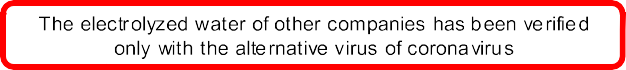 The electrolyzed water of other companies has been verified
only with the alternative virus of coronavirus